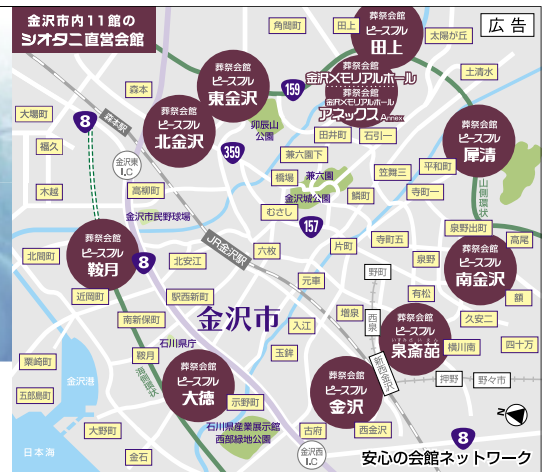 金沢市内11館の
シオタニ直営会館
広告
角間町
田上
太陽が丘
葬祭会館
ピースフル
田上
葬祭会館
金沢メモリアルホール
葬祭会館
金沢メモリアルホール
アネックス Annex
土清水
森本
葬祭会館
ピースフル
東金沢
159
大場町
8
森本駅
葬祭会館
ピースフル
北金沢
卯辰山
公園
田井町
石引一
葬祭会館
ピースフル
犀清
福久
金沢東
I.C
359
兼六園下
兼六園
笠舞三
平和町
山側環状
木越
高柳町
橋場
鱗町
寺町一
金沢市民野球場
むさし
金沢城公園
157
泉野出町
高尾
葬祭会館
ピースフル
鞍月
8
JR金沢駅
片町
寺町五
北間町
北安江
六枚
野町
泉野
葬祭会館
ピースフル
南金沢
近岡町
駅西新町
元車
有松
額
南新保町
金沢市
入江
増泉
西泉
葬祭会館
ピースフル
いずみさいえん
泉斎苑
久安二
石川県庁
粟崎町
鞍月
海側環状
玉鉾
新西金沢
横川南
四十万
葬祭会館
ピースフル
大徳
葬祭会館
ピースフル
金沢
押野
野々市
五郎島町
金沢港
示野町
N
大野町
石川県産業展示館
西部緑地公園
古府
西金沢
8
日本海
金石
金沢西
I.C
安心の会館ネットワーク